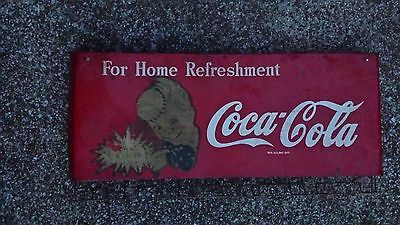 For Home Refreshment
Coca-Cola